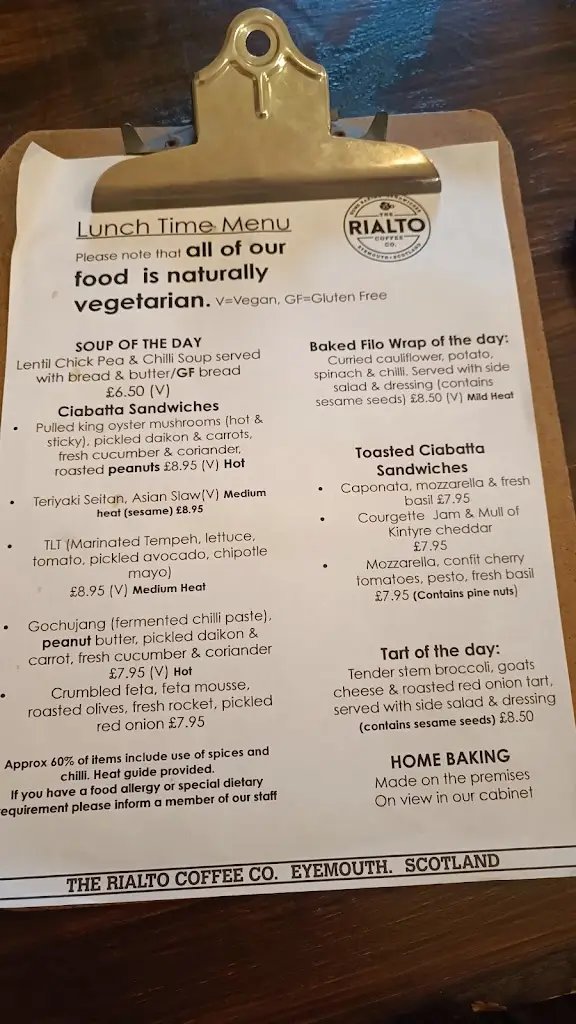 Lunch Time Menu
Please note that all of our
food is naturally
vegetarian. V=Vegan, GF=Gluten Free
THE
RIALTO
COFFEE
CO.
EYEMOUTH • SCOTLAND
SOUP OF THE DAY
Lentil Chick Pea & Chilli Soup served
with bread & butter/GF bread
£6.50 (V)
Ciabatta Sandwiches
• Pulled king oyster mushrooms (hot &
sticky), pickled daikon & carrots,
fresh cucumber & coriander,
roasted peanuts £8.95 (V) Hot
• Teriyaki Seitan, Asian Slaw(V) Medium
heat (sesame) £8.95
• TLT (Marinated Tempeh, lettuce,
tomato, pickled avocado, chipotle
mayo)
£8.95 (V) Medium Heat
• Gochujang (fermented chilli paste),
peanut butter, pickled daikon &
carrot, fresh cucumber & coriander
£7.95 (V) Hot
• Crumbled feta, feta mousse,
roasted olives, fresh rocket, pickled
red onion £7.95
Approx 60% of items include use of spices and
chilli. Heat guide provided.
If you have a food allergy or special dietary
equirement please inform a member of our staff
Baked Filo Wrap of the day:
Curried cauliflower, potato,
spinach & chilli. Served with side
salad & dressing (contains
sesame seeds) £8.50 (V) Mild Heat
Toasted Ciabatta
Sandwiches
• Caponata, mozzarella & fresh
basil £7.95
• Courgette Jam & Mull of
Kintyre cheddar
£7.95
• Mozzarella, confit cherry
tomatoes, pesto, fresh basil
£7.95 (Contains pine nuts)
Tart of the day:
Tender stem broccoli, goats
cheese & roasted red onion tart,
served with side salad & dressing
(contains sesame seeds) £8.50
HOME BAKING
Made on the premises
On view in our cabinet
THE RIALTO COFFEE CO. EYEMOUTH. SCOTLAND